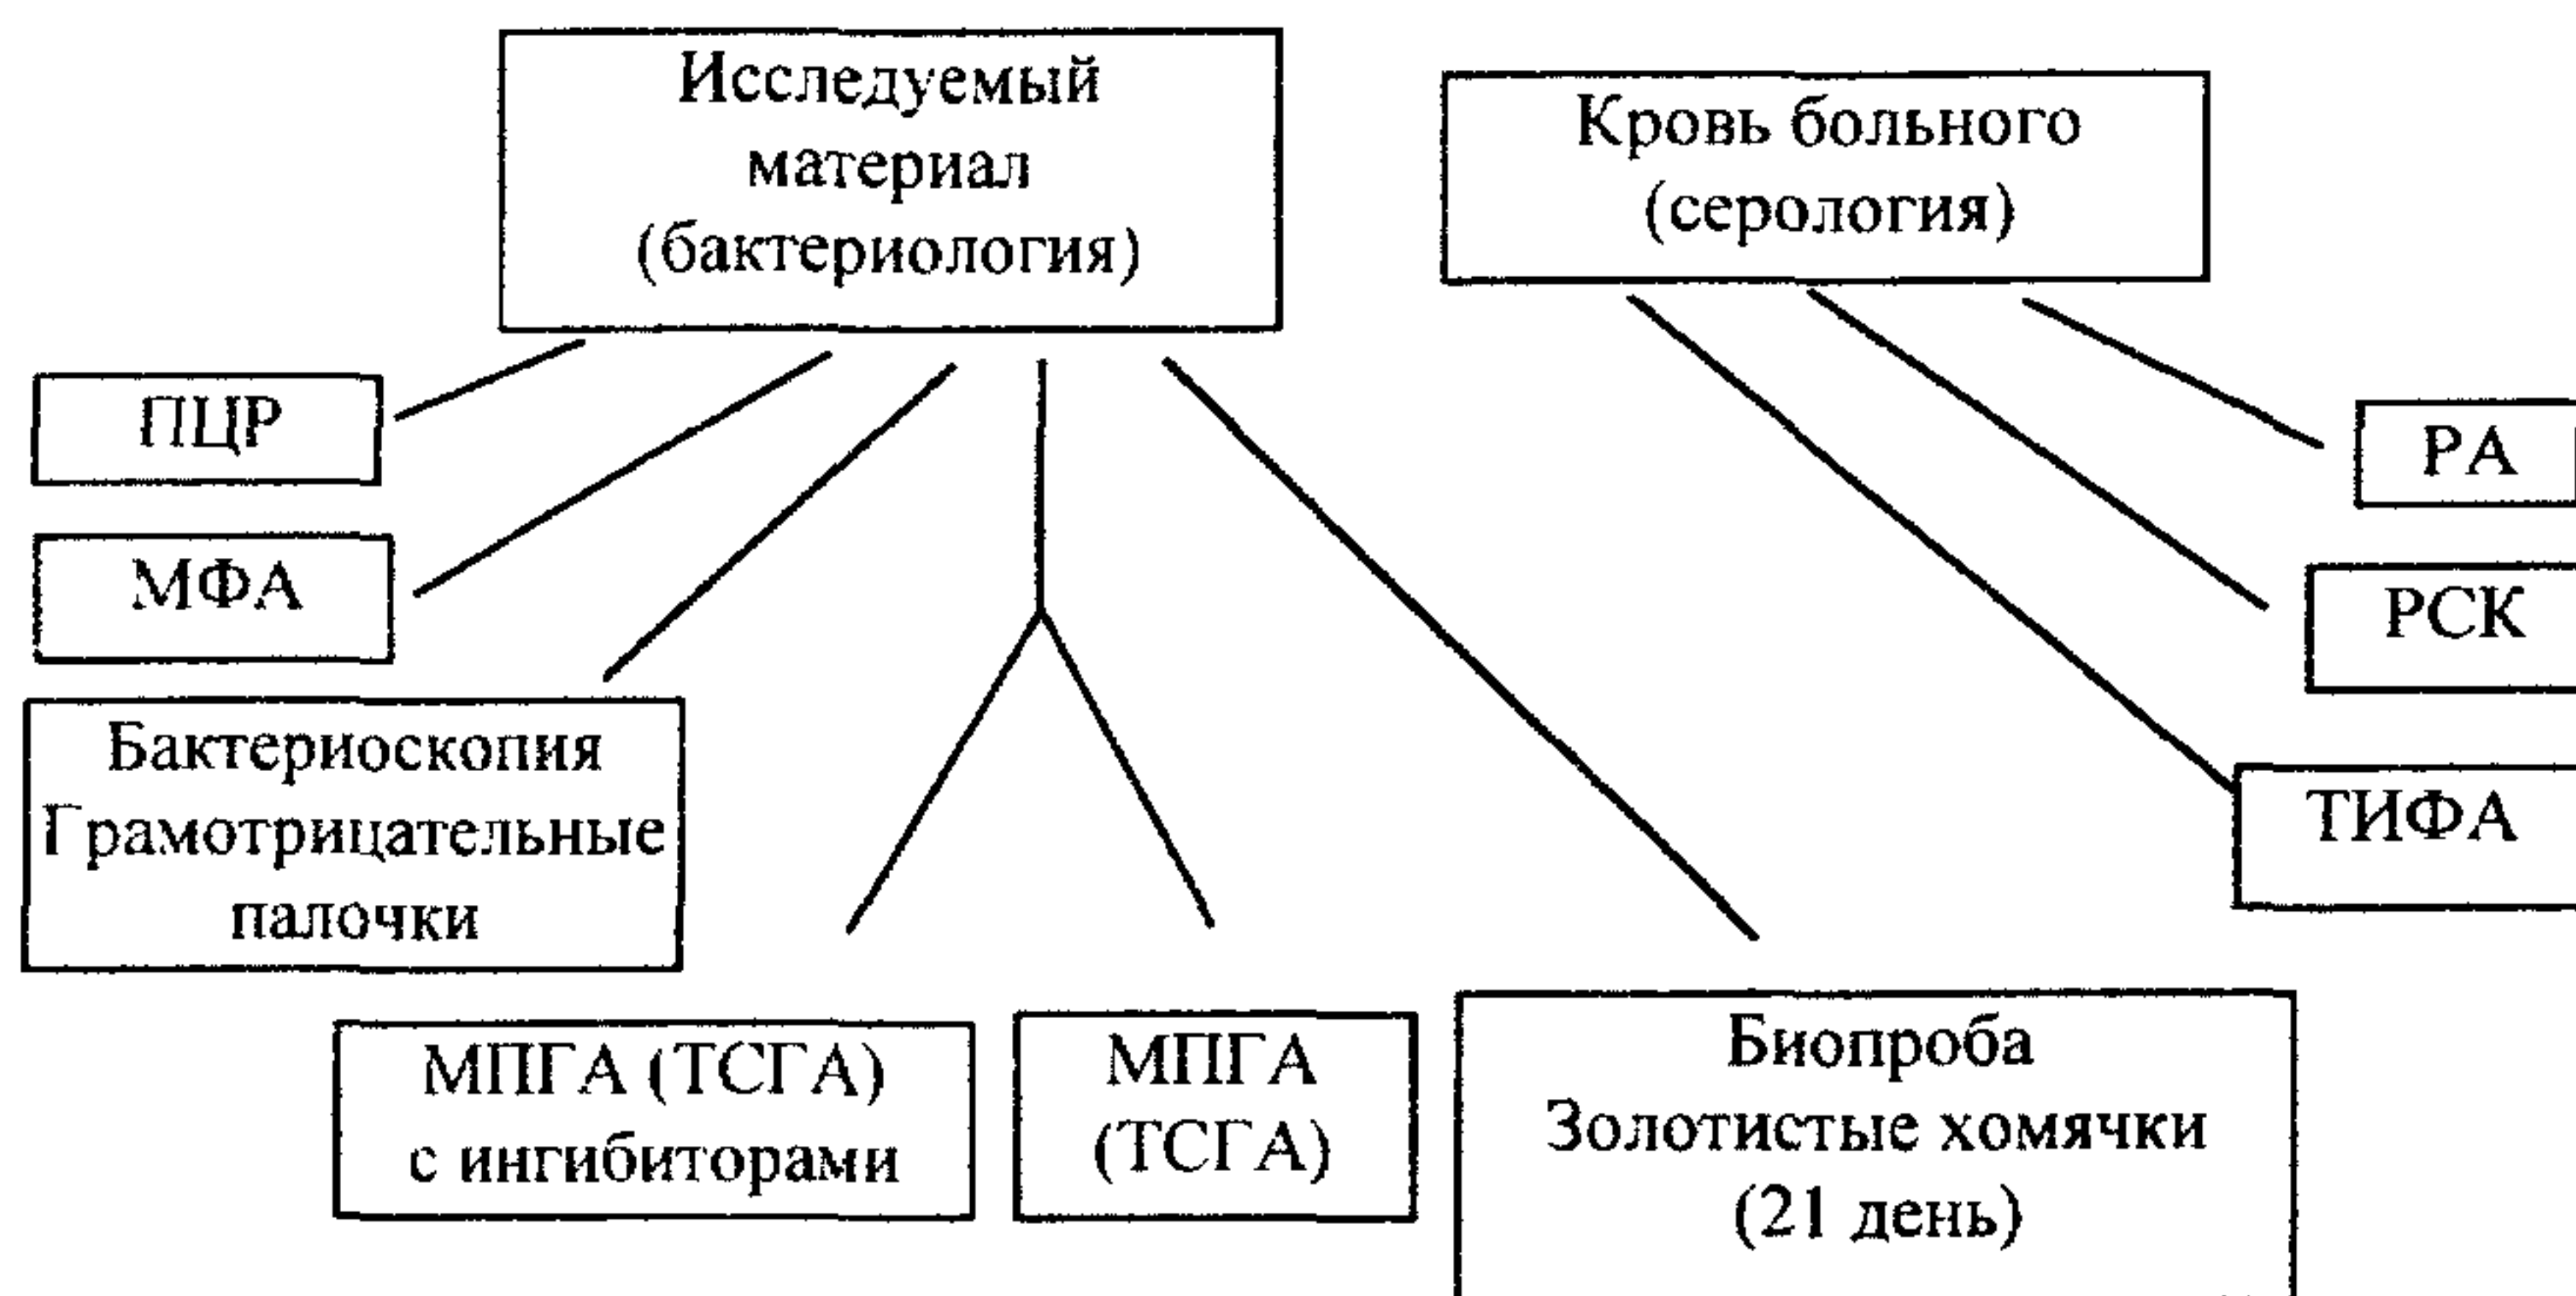 Исследуемый
материал
(бактериология)
Кровь больного
(серология)
ПЦР
МФА
Бактериоскопия
Грамотрицательные
палочки
МПГА (ТСГА)
с ингибиторами
МПГА
(ТСГА)
Биопроба
Золотистые хомячки
(21 день)
РА
РСК
ТИФА